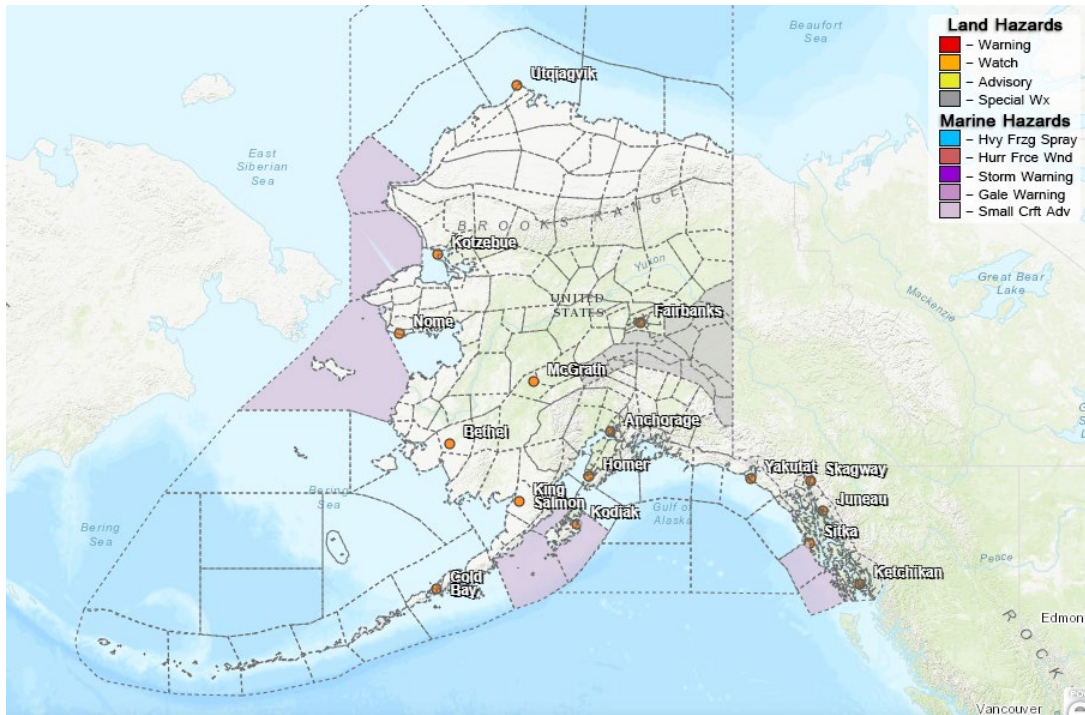 Land Hazards
– Warning
– Watch
– Advisory
– Special Wx
Marine Hazards
– Hvy Frzg Spray
– Hurr Frce Wnd
– Storm Warning
– Gale Warning
– Small Crft Adv
Beaufort
Sea
Utqiagvik
East
Siberian
Sea
BROOKS RANGE
Kotzebue
Yukon
Great Bear
Lake
Mackenzie
UNITED
STATES
Fairbanks
Nome
McGrath
Anchorage
Bethel
Homer
Yakutat
Skagway
King
Salmon
Kodiak
Gulf of
Alaska
Juneau
Sitka
Bering
Sea
Bering
Sea
Peace
Ketchikan
Cold
Bay
Edmon
ROCK
Vancouver